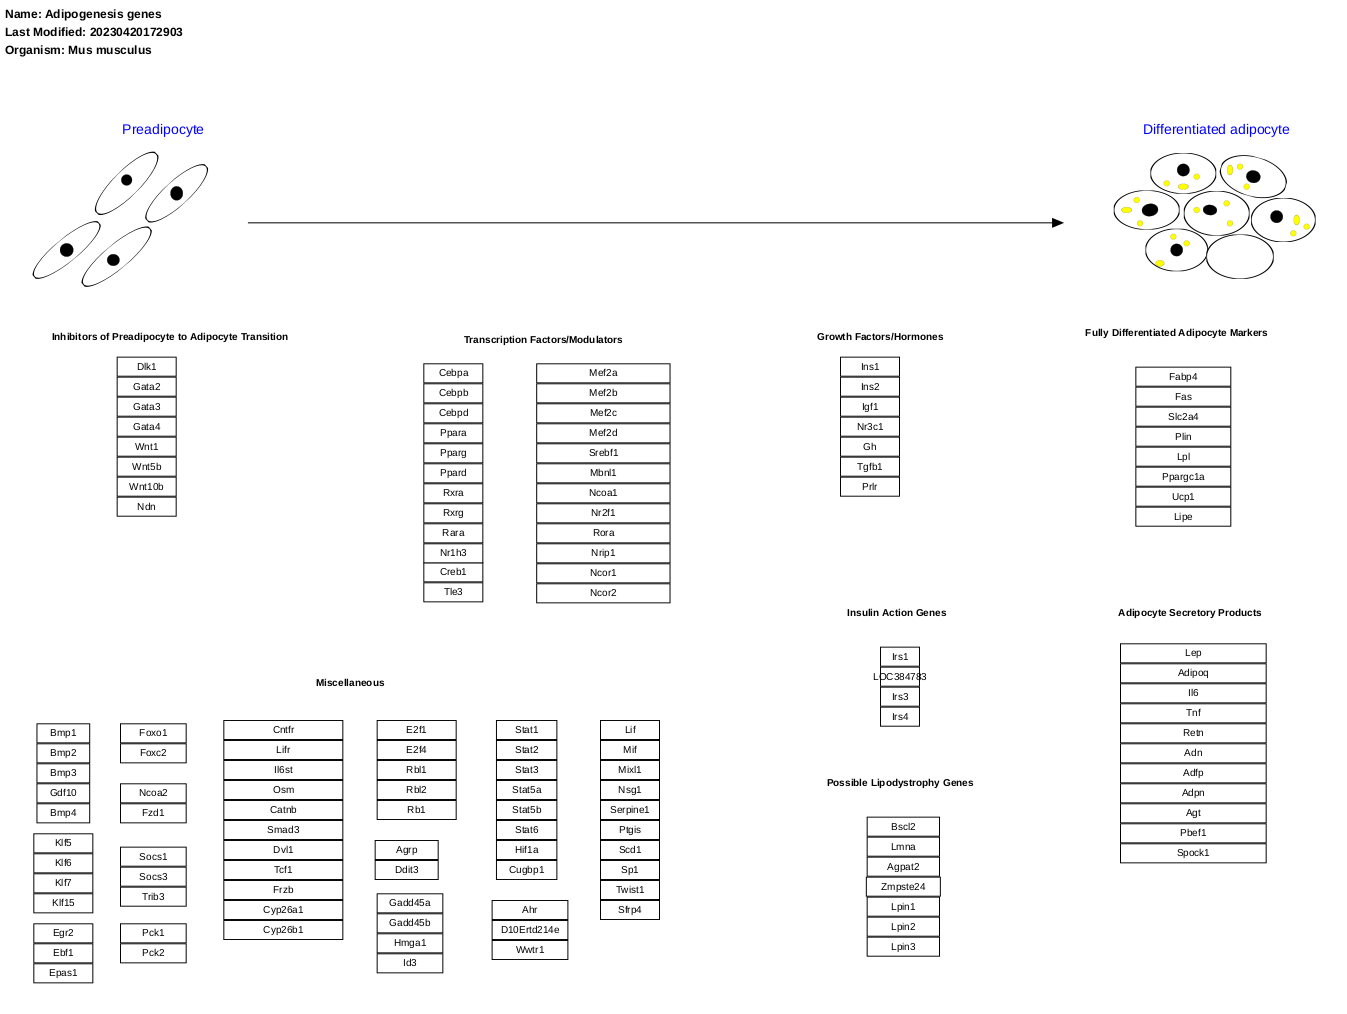 Name: Adipogenesis genes
Last Modified: 20230420172903
Organism: Mus musculus
Preadipocyte
Differentiated adipocyte
Inhibitors of Preadipocyte to Adipocyte Transition
Dlk1
Gata2
Gata3
Gata4
Wnt1
Wnt5b
Wnt10b
Ndn
Transcription Factors/Modulators
Cebpa
Cebpb
Cebpd
Ppara
Pparg
Ppard
Rxra
Rxrg
Rara
Nr1h3
Creb1
Tle3
Mef2a
Mef2b
Mef2c
Mef2d
Srebf1
Mbnl1
Ncoa1
Nr2f1
Rora
Nrip1
Ncor1
Ncor2
Growth Factors/Hormones
Ins1
Ins2
Igf1
Nr3c1
Gh
Tgfb1
Prlr
Fully Differentiated Adipocyte Markers
Fabp4
Fas
Slc2a4
Plin
Lpl
Ppargc1a
Ucp1
Lipe
Insulin Action Genes
Irs1
LOC384783
Irs3
Irs4
Adipocyte Secretory Products
Lep
Adipoq
Il6
Tnf
Retn
Adn
Adfp
Adpn
Agt
Pbef1
Spock1
Possible Lipodystrophy Genes
Bscl2
Lmna
Agpat2
Zmpste24
Lpin1
Lpin2
Lpin3
Miscellaneous
Bmp1
Bmp2
Bmp3
Gdf10
Bmp4
Klf5
Klf6
Klf7
Klf15
Egr2
Ebf1
Epas1
Foxo1
Foxc2
Ncoa2
Fzd1
Socs1
Socs3
Trib3
Pck1
Pck2
Cntfr
Lifr
Il6st
Osm
Catnb
Smad3
Dvl1
Tcf1
Frzb
Cyp26a1
Cyp26b1
E2f1
E2f4
Rbl1
Rbl2
Rb1
Agrp
Ddit3
Gadd45a
Gadd45b
Hmga1
Id3
Stat1
Stat2
Stat3
Stat5a
Stat5b
Stat6
Hif1a
Cugbp1
Ahr
D10Ertd214e
Wwtr1
Lif
Mif
Mixl1
Nsg1
Serpine1
Ptgis
Scd1
Sp1
Twist1
Sfrp4